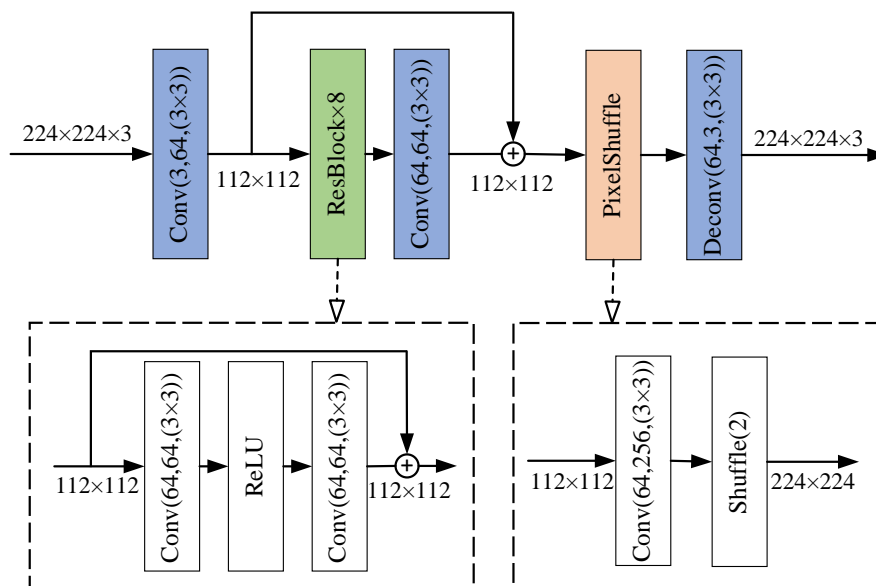 224×224×3
Conv(3,64,(3×3))
112×112
ResBlock×8
Conv(64,64,(3×3))
112×112
PixelShuffle
Deconv(64,3,(3×3))
224×224×3
112×112
Conv(64,64,(3×3))
ReLU
Conv(64,64,(3×3))
112×112
112×112
Conv(64,256,(3×3))
Shuffle(2)
224×224